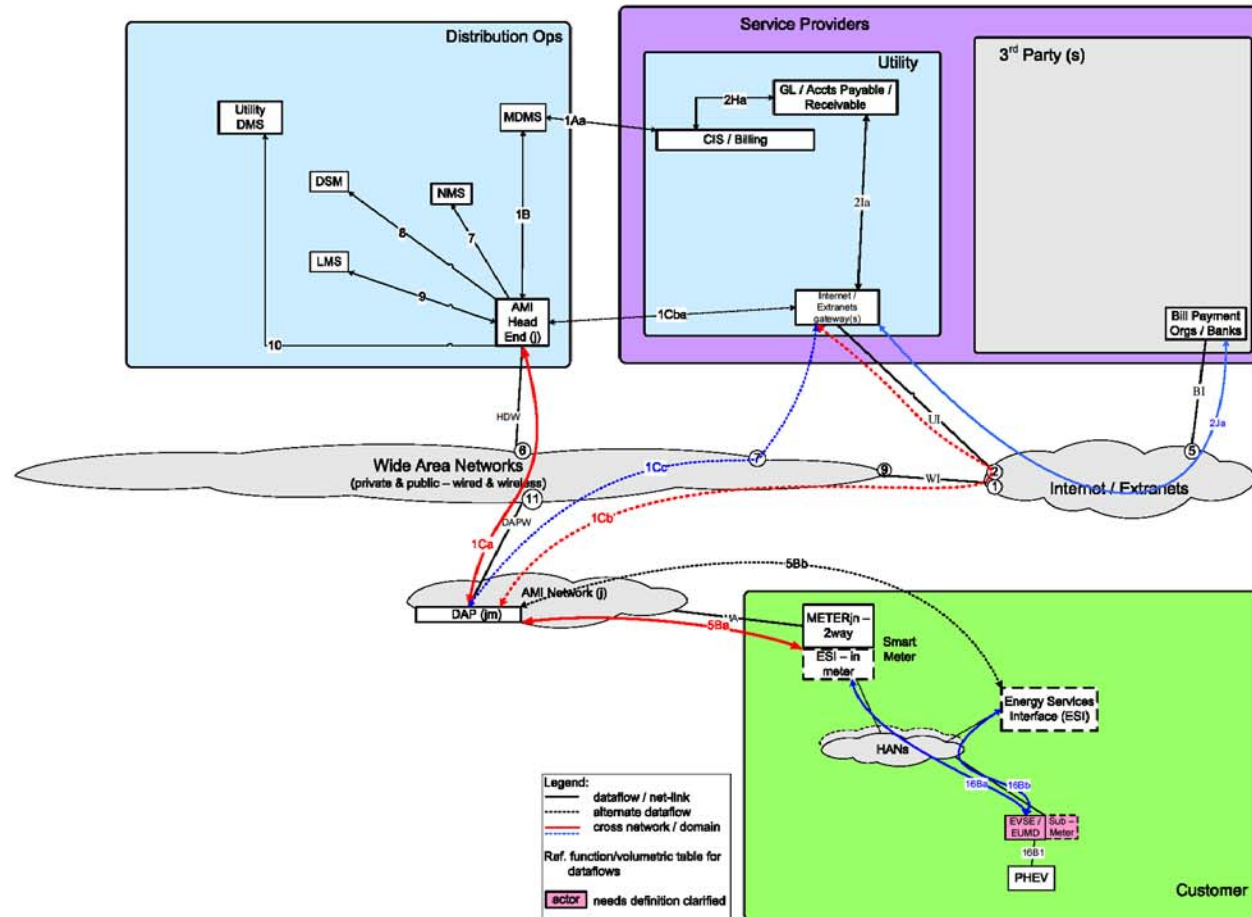 Distribution Ops
Service Providers
Utility
3rd Party (s)
Utility
DMS
MDMS
1Aa
2Ha
GL / Accts Payable /
Receivable
CIS / Billing
DSM
NMS
1B
8
7
2Ia
LMS
9
AMI
Head
End (j)
1Cba
Internet /
Extranets
gateway(s)
Bill Payment
Orgs / Banks
10
HDW
UI
BI
2Ja
6
7
5
Wide Area Networks
(private & public – wired & wireless)
1Cc
9
WI
2
1
Internet / Extranets
11
DAPW
1Ca
1Cb
5Bb
AMI Network (j)
DAP (jm)
5Ba
METERjn –
2way
Smart
Meter
ESI – in
meter
Energy Services
Interface (ESI)
HANs
16Ba
16Bb
EVSE /
EUMD
Sub –
Meter
16B1
PHEV
Customer
Legend:
dataflow / net-link
alternate dataflow
cross network / domain
Ref. function/volumetric table for
dataflows
actor
needs definition clarified